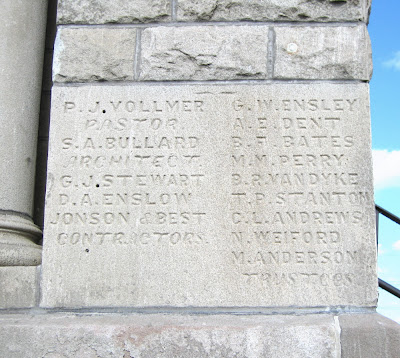 P. J. VOLLMER
PASTOR
S. A. BULLARD
ARCHITECT.
G. J. STEWART
D. A. ENSLOW
JONSON & BEST
CONTRACTORS.
G. W. ENSLEY
A. E. DENT
B. F. BATES
M. M. PERRY
B. R. VANDYKE
T. P. STANTON
C. L. ANDREWS
N. WEIFORD
M. ANDERSON
TRUSTEES